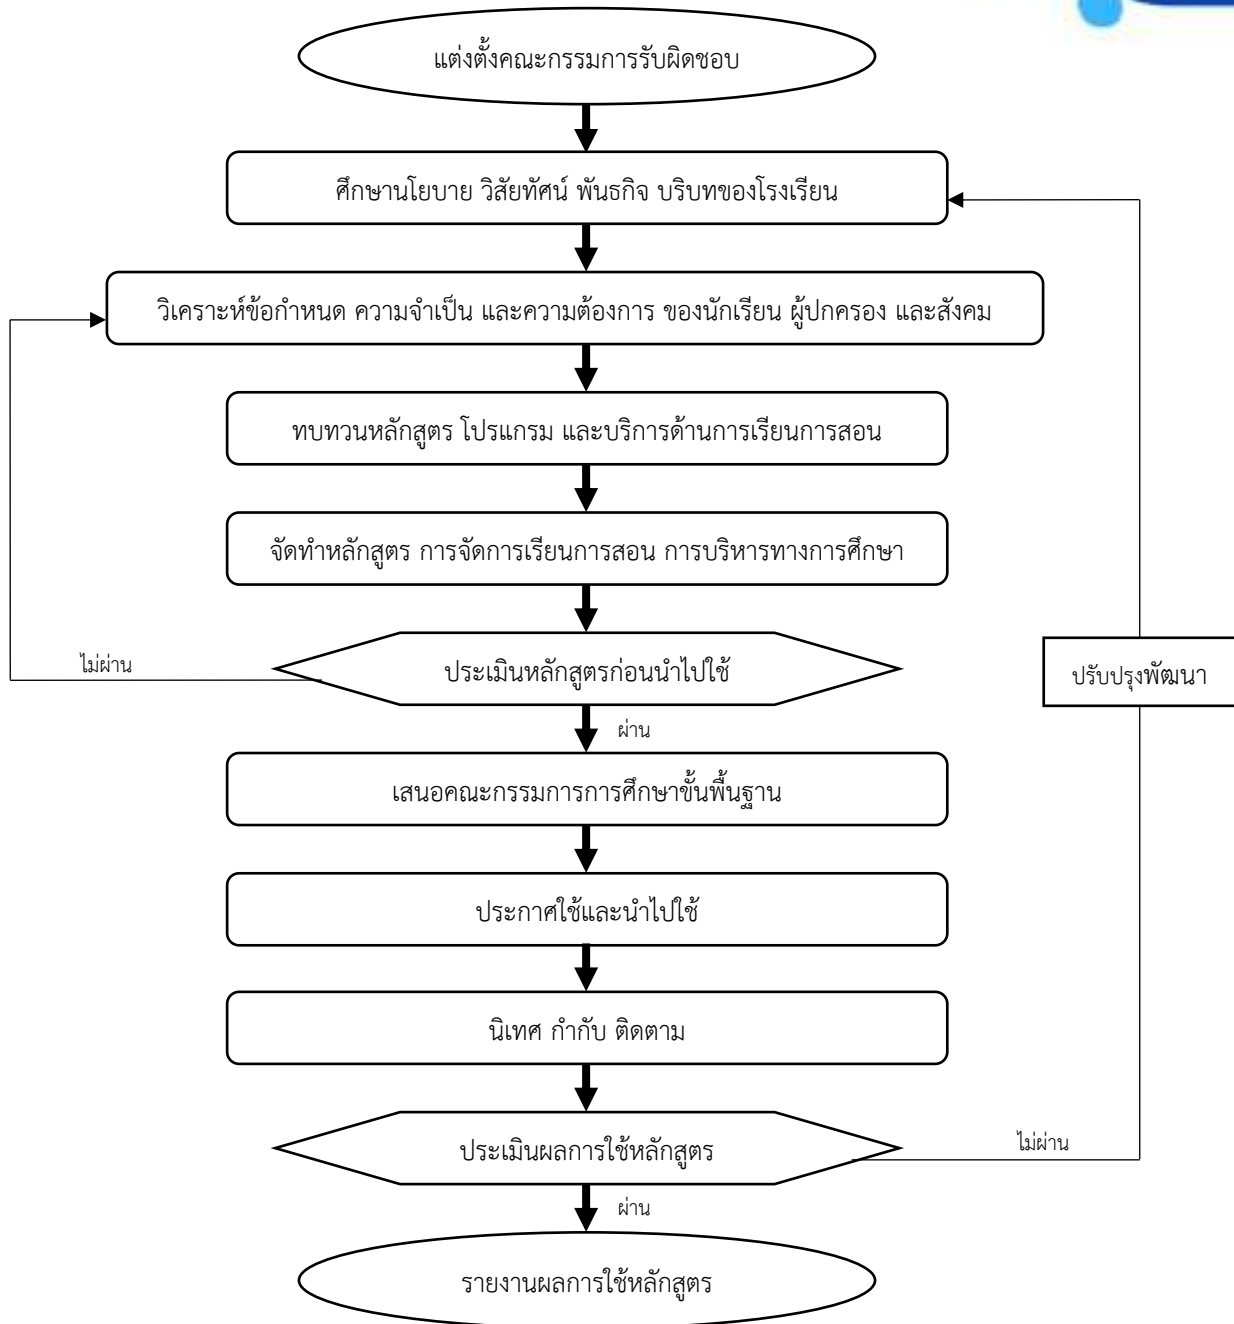 แต่งตั้งคณะกรรมการรับผิดชอบ
ศึกษานโยบาย วิสัยทัศน์ พันธกิจ บริบทของโรงเรียน
วิเคราะห์ข้อกำหนด ความจำเป็น และความต้องการ ของนักเรียน ผู้ปกครอง และสังคม
ทบทวนหลักสูตร โปรแกรม และบริการด้านการเรียนการสอน
จัดทำหลักสูตร การจัดการเรียนการสอน การบริหารทางการศึกษา
ไม่ผ่าน
ประเมินหลักสูตรก่อนนำไปใช้
ปรับปรุงพัฒนา
ผ่าน
เสนอคณะกรรมการการศึกษาขั้นพื้นฐาน
ประกาศใช้และนำไปใช้
นิเทศ กำกับ ติดตาม
ประเมินผลการใช้หลักสูตร
ไม่ผ่าน
ผ่าน
รายงานผลการใช้หลักสูตร